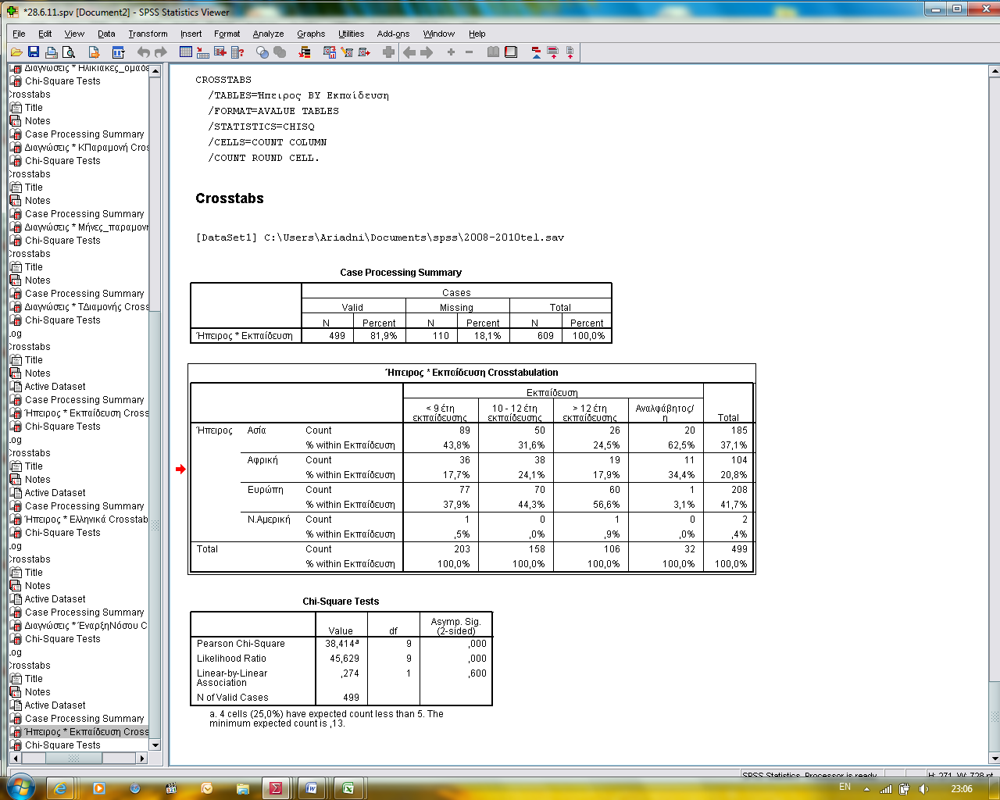 *28.6.11.spv [Document2] - SPSS Statistics Viewer
File Edit View Data Transform Insert Format Analyze Graphs Utilities Add-ons Window Help
Διαγνώσεις * Ηλικιακές_ομάδε
Chi-Square Tests
Crosstabs
Title
Notes
Case Processing Summary
Διαγνώσεις * ΚΠαραμονή Cros
Chi-Square Tests
Crosstabs
Title
Notes
Case Processing Summary
Διαγνώσεις * Μήνες_παραμονή
Chi-Square Tests
Crosstabs
Title
Notes
Case Processing Summary
Διαγνώσεις * ΤΔιαμονής Cross
Chi-Square Tests
Log
Crosstabs
Title
Notes
Active Dataset
Case Processing Summary
Ήπειρος * Εκπαίδευση Cross
Chi-Square Tests
Log
Crosstabs
Title
Notes
Active Dataset
Case Processing Summary
Ήπειρος * Ελληνικά Crosstab
Chi-Square Tests
Log
Crosstabs
Title
Notes
Active Dataset
Case Processing Summary
Διαγνώσεις * ΈναρξηΝόσου C
Chi-Square Tests
Log
Crosstabs
Title
Notes
Active Dataset
Case Processing Summary
Ήπειρος * Εκπαίδευση Cross
Chi-Square Tests
CROSSTABS
/TABLES=Ήπειρος BY Εκπαίδευση
/FORMAT=AVALUE TABLES
/STATISTICS=CHISQ
/CELLS=COUNT COLUMN
/COUNT ROUND CELL.
Crosstabs
[DataSet1] C:\Users\Ariadni\Documents\spss\2008-2010tel.sav
Case Processing Summary
Cases
Valid Missing Total
N Percent N Percent N Percent
Ήπειρος * Εκπαίδευση 499 81,9% 110 18,1% 609 100,0%
Ήπειρος * Εκπαίδευση Crosstabulation
Εκπαίδευση
< 9 έτη εκπαίδευσης 10 - 12 έτη εκπαίδευσης > 12 έτη εκπαίδευσης Αναλφάβητος/η Total
Ήπειρος Ασία Count 89 50 26 20 185
% within Εκπαίδευση 43,8% 31,6% 24,5% 62,5% 37,1%
Αφρική Count 36 38 19 11 104
% within Εκπαίδευση 17,7% 24,1% 17,9% 34,4% 20,8%
Ευρώπη Count 77 70 60 1 208
% within Εκπαίδευση 37,9% 44,3% 56,6% 3,1% 41,7%
Ν.Αμερική Count 1 0 1 0 2
% within Εκπαίδευση ,5% ,0% ,9% ,0% ,4%
Total Count 203 158 106 32 499
% within Εκπαίδευση 100,0% 100,0% 100,0% 100,0% 100,0%
Chi-Square Tests
Value df Asymp. Sig. (2-sided)
Pearson Chi-Square 38,414a 9 ,000
Likelihood Ratio 45,629 9 ,000
Linear-by-Linear Association ,274 1 ,600
N of Valid Cases 499
a. 4 cells (25,0%) have expected count less than 5. The
minimum expected count is ,13.
SPSS Statistics Processor is ready H: 271, W: 728 pt
EN 23:06